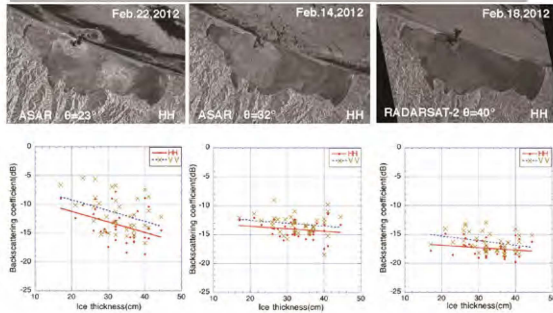 Feb.22,2012
ASAR θ=23° HH
Feb.14,2012
ASAR θ=32° HH
Feb.18,2012
RADARSAT-2 θ=40° HH
Backscattering coefficient(dB)
0
-5
-10
-15
-20
-25
HH
VV
10 20 30 40 50
Ice thickness(cm)
Backscattering coefficient(dB)
0
-5
-10
-15
-20
-25
HH
VV
10 20 30 40 50
Ice thickness(cm)
Backscattering coefficient(dB)
0
-5
-10
-15
-20
-25
HH
VV
10 20 30 40 50
Ice thickness(cm)